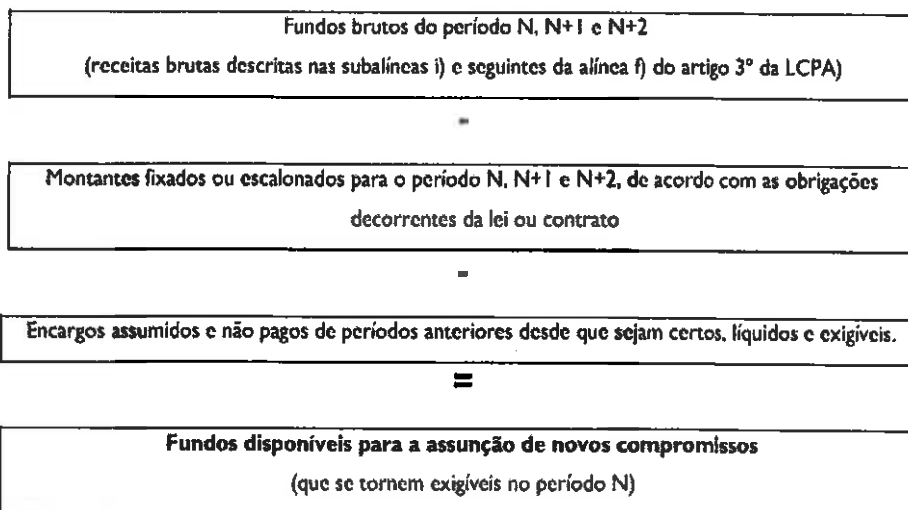 Fundos brutos do período N, N+1 e N+2
(receitas brutas descritas nas subalíneas i) e seguintes da alínea f) do artigo 3º da LCPA)
-
Montantes fixados ou escalonados para o período N, N+1 e N+2, de acordo com as obrigações
decorrentes da lei ou contrato
-
Encargos assumidos e não pagos de períodos anteriores desde que sejam certos, líquidos e exigíveis.
=
Fundos disponíveis para a assunção de novos compromissos
(que se tornem exigíveis no período N)